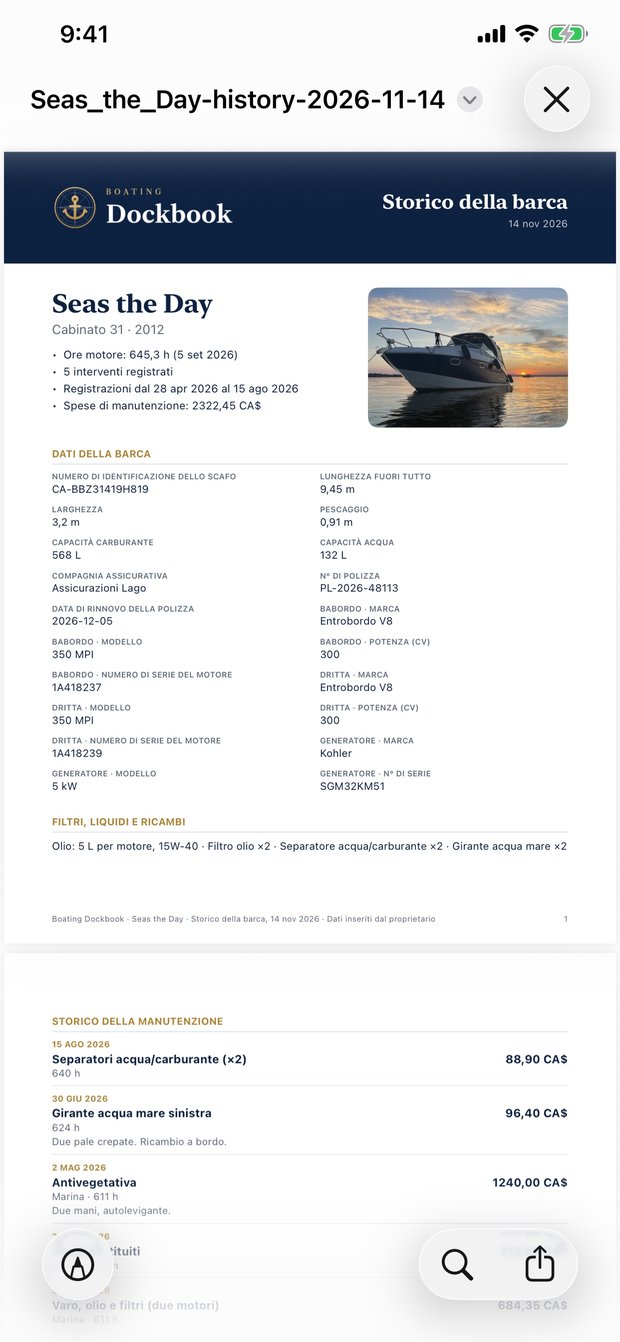 9:41
Seas_the_Day-history-2026-11-14
BOATING
Dockbook
Storico della barca
14 nov 2026
Seas the Day
Cabinato 31 · 2012
• Ore motore: 645,3 h (5 set 2026)
• 5 interventi registrati
• Registrazioni dal 28 apr 2026 al 15 ago 2026
• Spese di manutenzione: 2322,45 CA$
DATI DELLA BARCA
NUMERO DI IDENTIFICAZIONE DELLO SCAFO
CA-BBZ31419H819
LUNGHEZZA FUORI TUTTO
9,45 m
LARGHEZZA
3,2 m
PESCAGGIO
0,91 m
CAPACITÀ CARBURANTE
568 L
CAPACITÀ ACQUA
132 L
COMPAGNIA ASSICURATIVA
Assicurazioni Lago
Nº DI POLIZZA
PL-2026-48113
DATA DI RINNOVO DELLA POLIZZA
2026-12-05
BABORDO · MARCA
Entrobordo V8
BABORDO · MODELLO
350 MPI
BABORDO · POTENZA (CV)
300
BABORDO · NUMERO DI SERIE DEL MOTORE
1A418237
DRITTA · MARCA
Entrobordo V8
DRITTA · MODELLO
350 MPI
DRITTA · POTENZA (CV)
300
DRITTA · NUMERO DI SERIE DEL MOTORE
1A418239
GENERATORE · MARCA
Kohler
GENERATORE · MODELLO
5 kW
GENERATORE · Nº DI SERIE
SGM32KM51
FILTRI, LIQUIDI E RICAMBI
Olio: 5 L per motore, 15W-40 · Filtro olio ×2 · Separatore acqua/carburante ×2 · Girante acqua mare ×2
Boating Dockbook · Seas the Day · Storico della barca, 14 nov 2026 · Dati inseriti dal proprietario
1
STORICO DELLA MANUTENZIONE
15 AGO 2026
Separatori acqua/carburante (×2)
88,90 CA$
640 h
30 GIU 2026
Girante acqua mare sinistra
96,40 CA$
624 h
Due pale crepate. Ricambio a bordo.
2 MAG 2026
Antivegetativa
1240,00 CA$
Marina · 611 h
Due mani, autolevigante.
Varo, olio e filtri (due motori)
684,35 CA$
Marina · 611 h